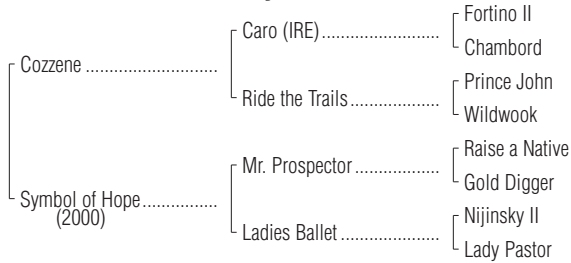 Fortino II
Caro (IRE)
Chambord
Cozzene
Prince John
Ride the Trails
Wildwook
Raise a Native
Mr. Prospector
Gold Digger
Symbol of Hope
(2000)
Nijinsky II
Ladies Ballet
Lady Pastor